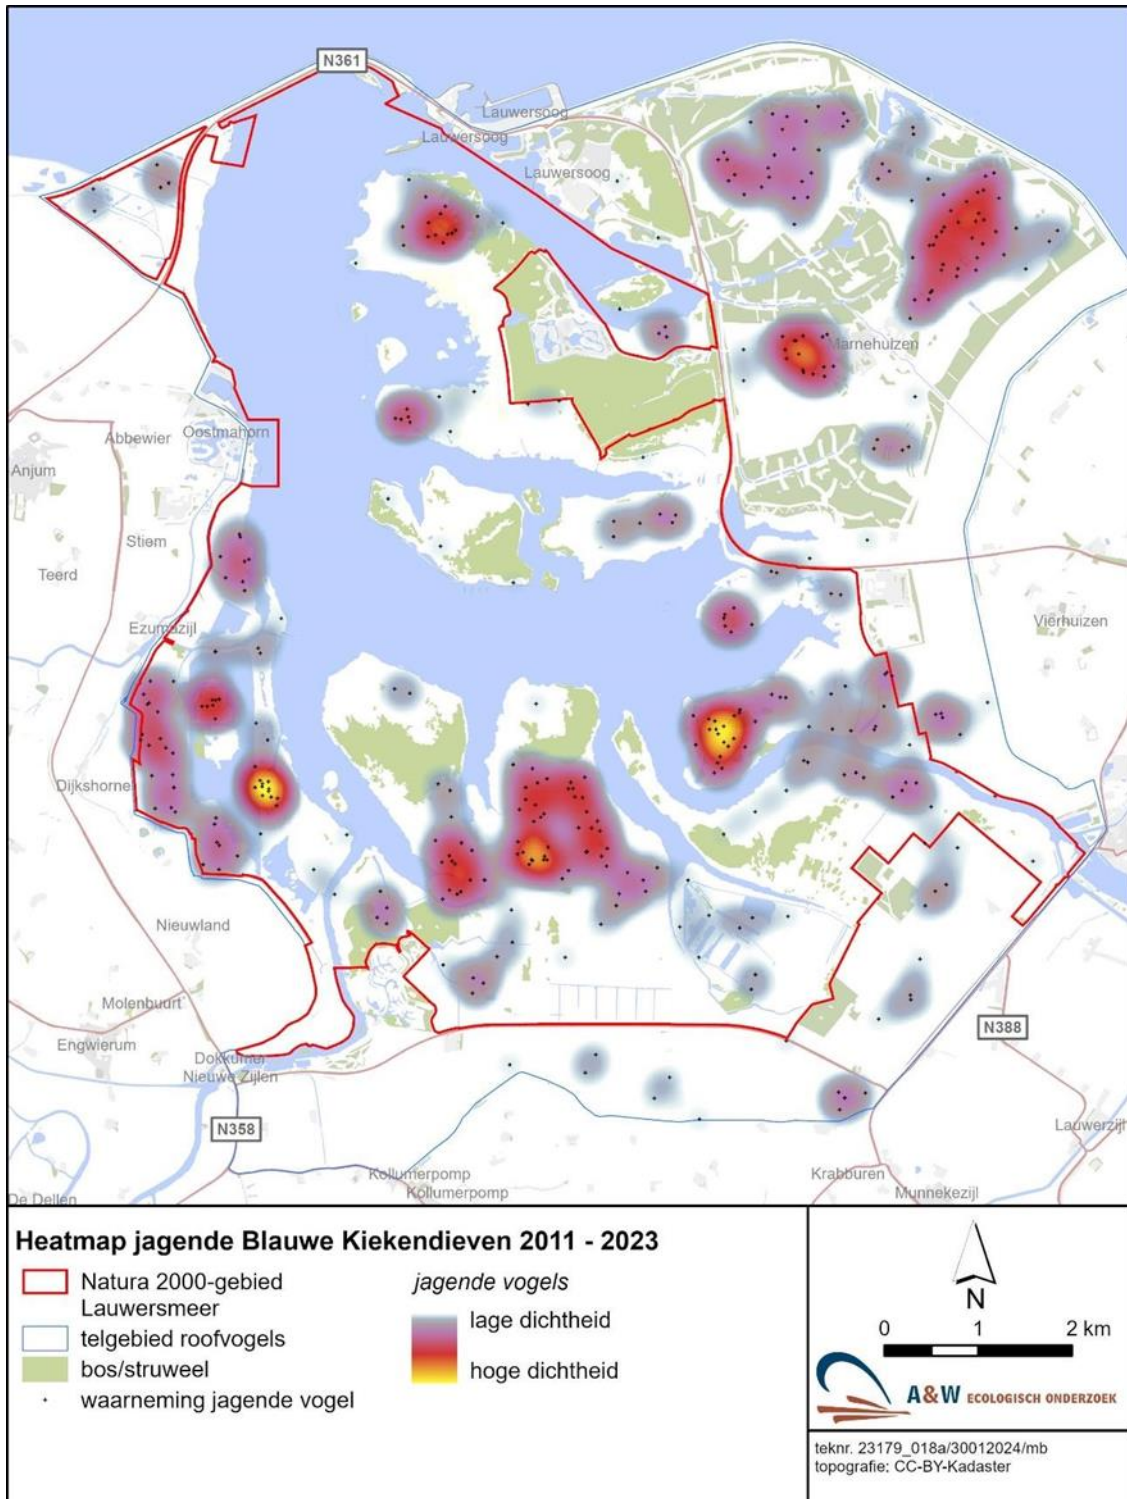 N361
Lauwersoog
Lauwersoog
Lauwersoog
Marnehuizen
Abbewier
Oostmahorn
Anjum
Stiem
Teerd
Ezumazijl
Vierhuizen
Dijkshorne
Nieuwland
Molenbuurt
Engwierum
Dokkumer
Nieuwe Zijlen
N388
N358
Lauwerzijl
Kollumerpomp
Kollumerpomp
Krabburen
Munnekezijl
De Dellen
Heatmap jagende Blauwe Kiekendieven 2011 - 2023
Natura 2000-gebied
Lauwersmeer
telgebied roofvogels
bos/struweel
waarneming jagende vogel
jagende vogels
lage dichtheid
hoge dichtheid
N
0 1 2 km
A&W ECOLOGISCH ONDERZOEK
teknr. 23179_018a/30012024/mb
topografie: CC-BY-Kadaster